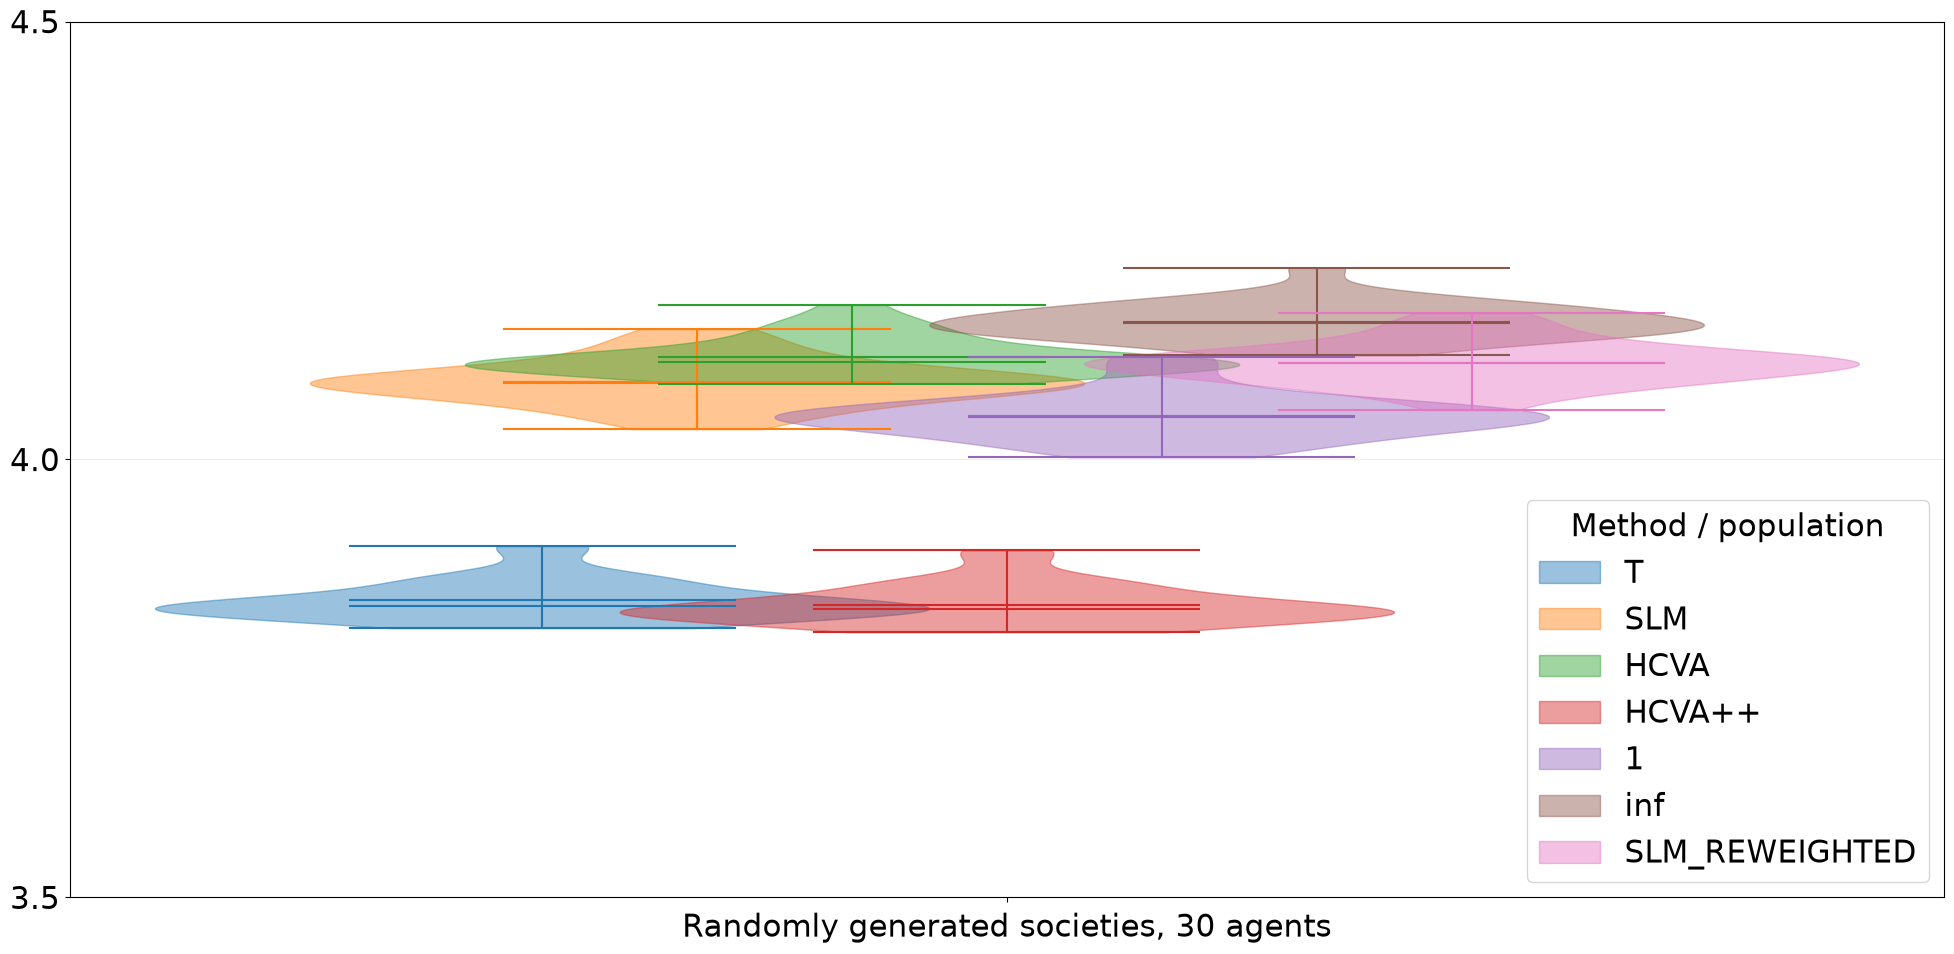 4.5
4.0
3.5
Method / population
T
SLM
HCVA
HCVA++
1
inf
SLM_REWEIGHTED
Randomly generated societies, 30 agents